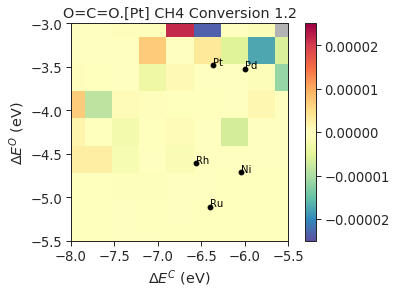 O=C=O.[Pt] CH4 Conversion 1.2
−3.0
−3.5
−4.0
−4.5
−5.0
−5.5
ΔE^O (eV)
Pt
Pd
Rh
Ni
Ru
−8.0 −7.5 −7.0 −6.5 −6.0 −5.5
ΔE^C (eV)
0.00002
0.00001
0.00000
−0.00001
−0.00002